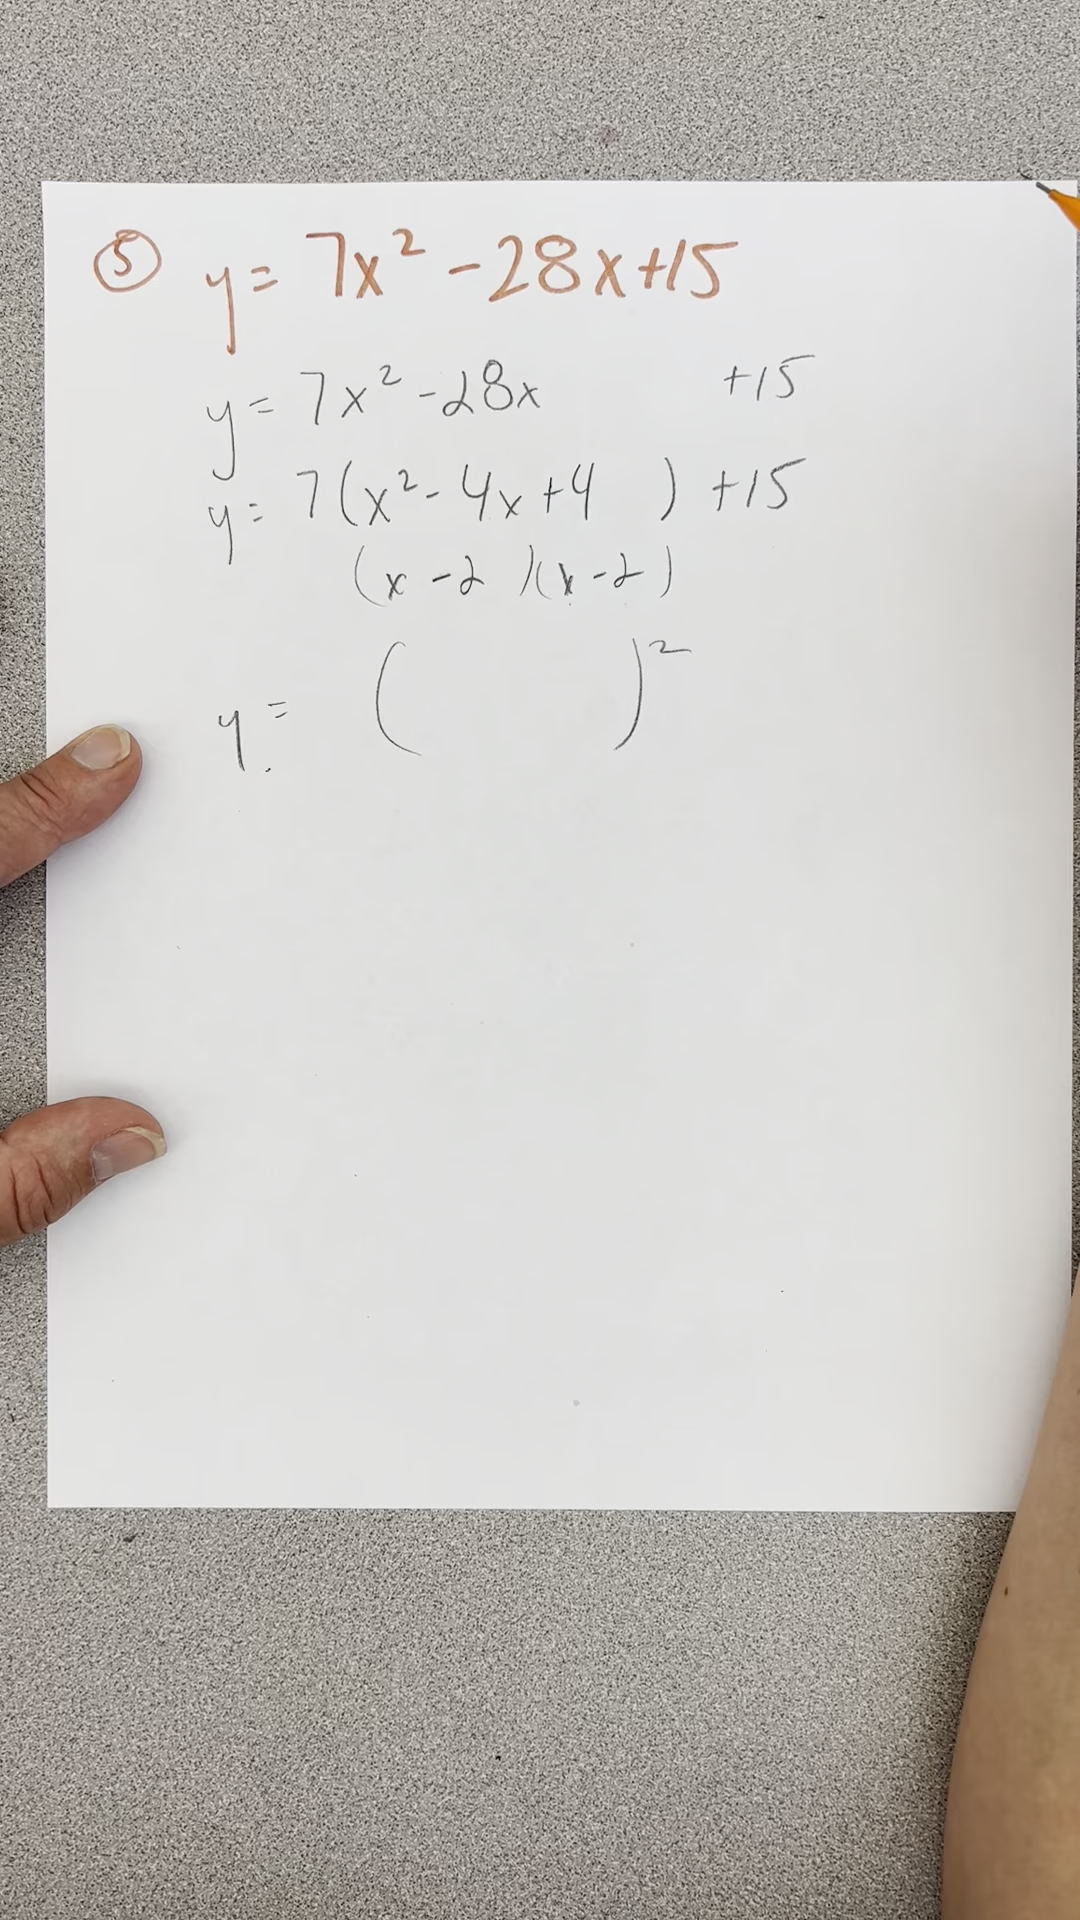 ⑤ y = 7x² - 28x + 15
y = 7x² - 28x + 15
y = 7(x² - 4x + 4 ) + 15
(x - 2 )(x - 2)
y = ( )²